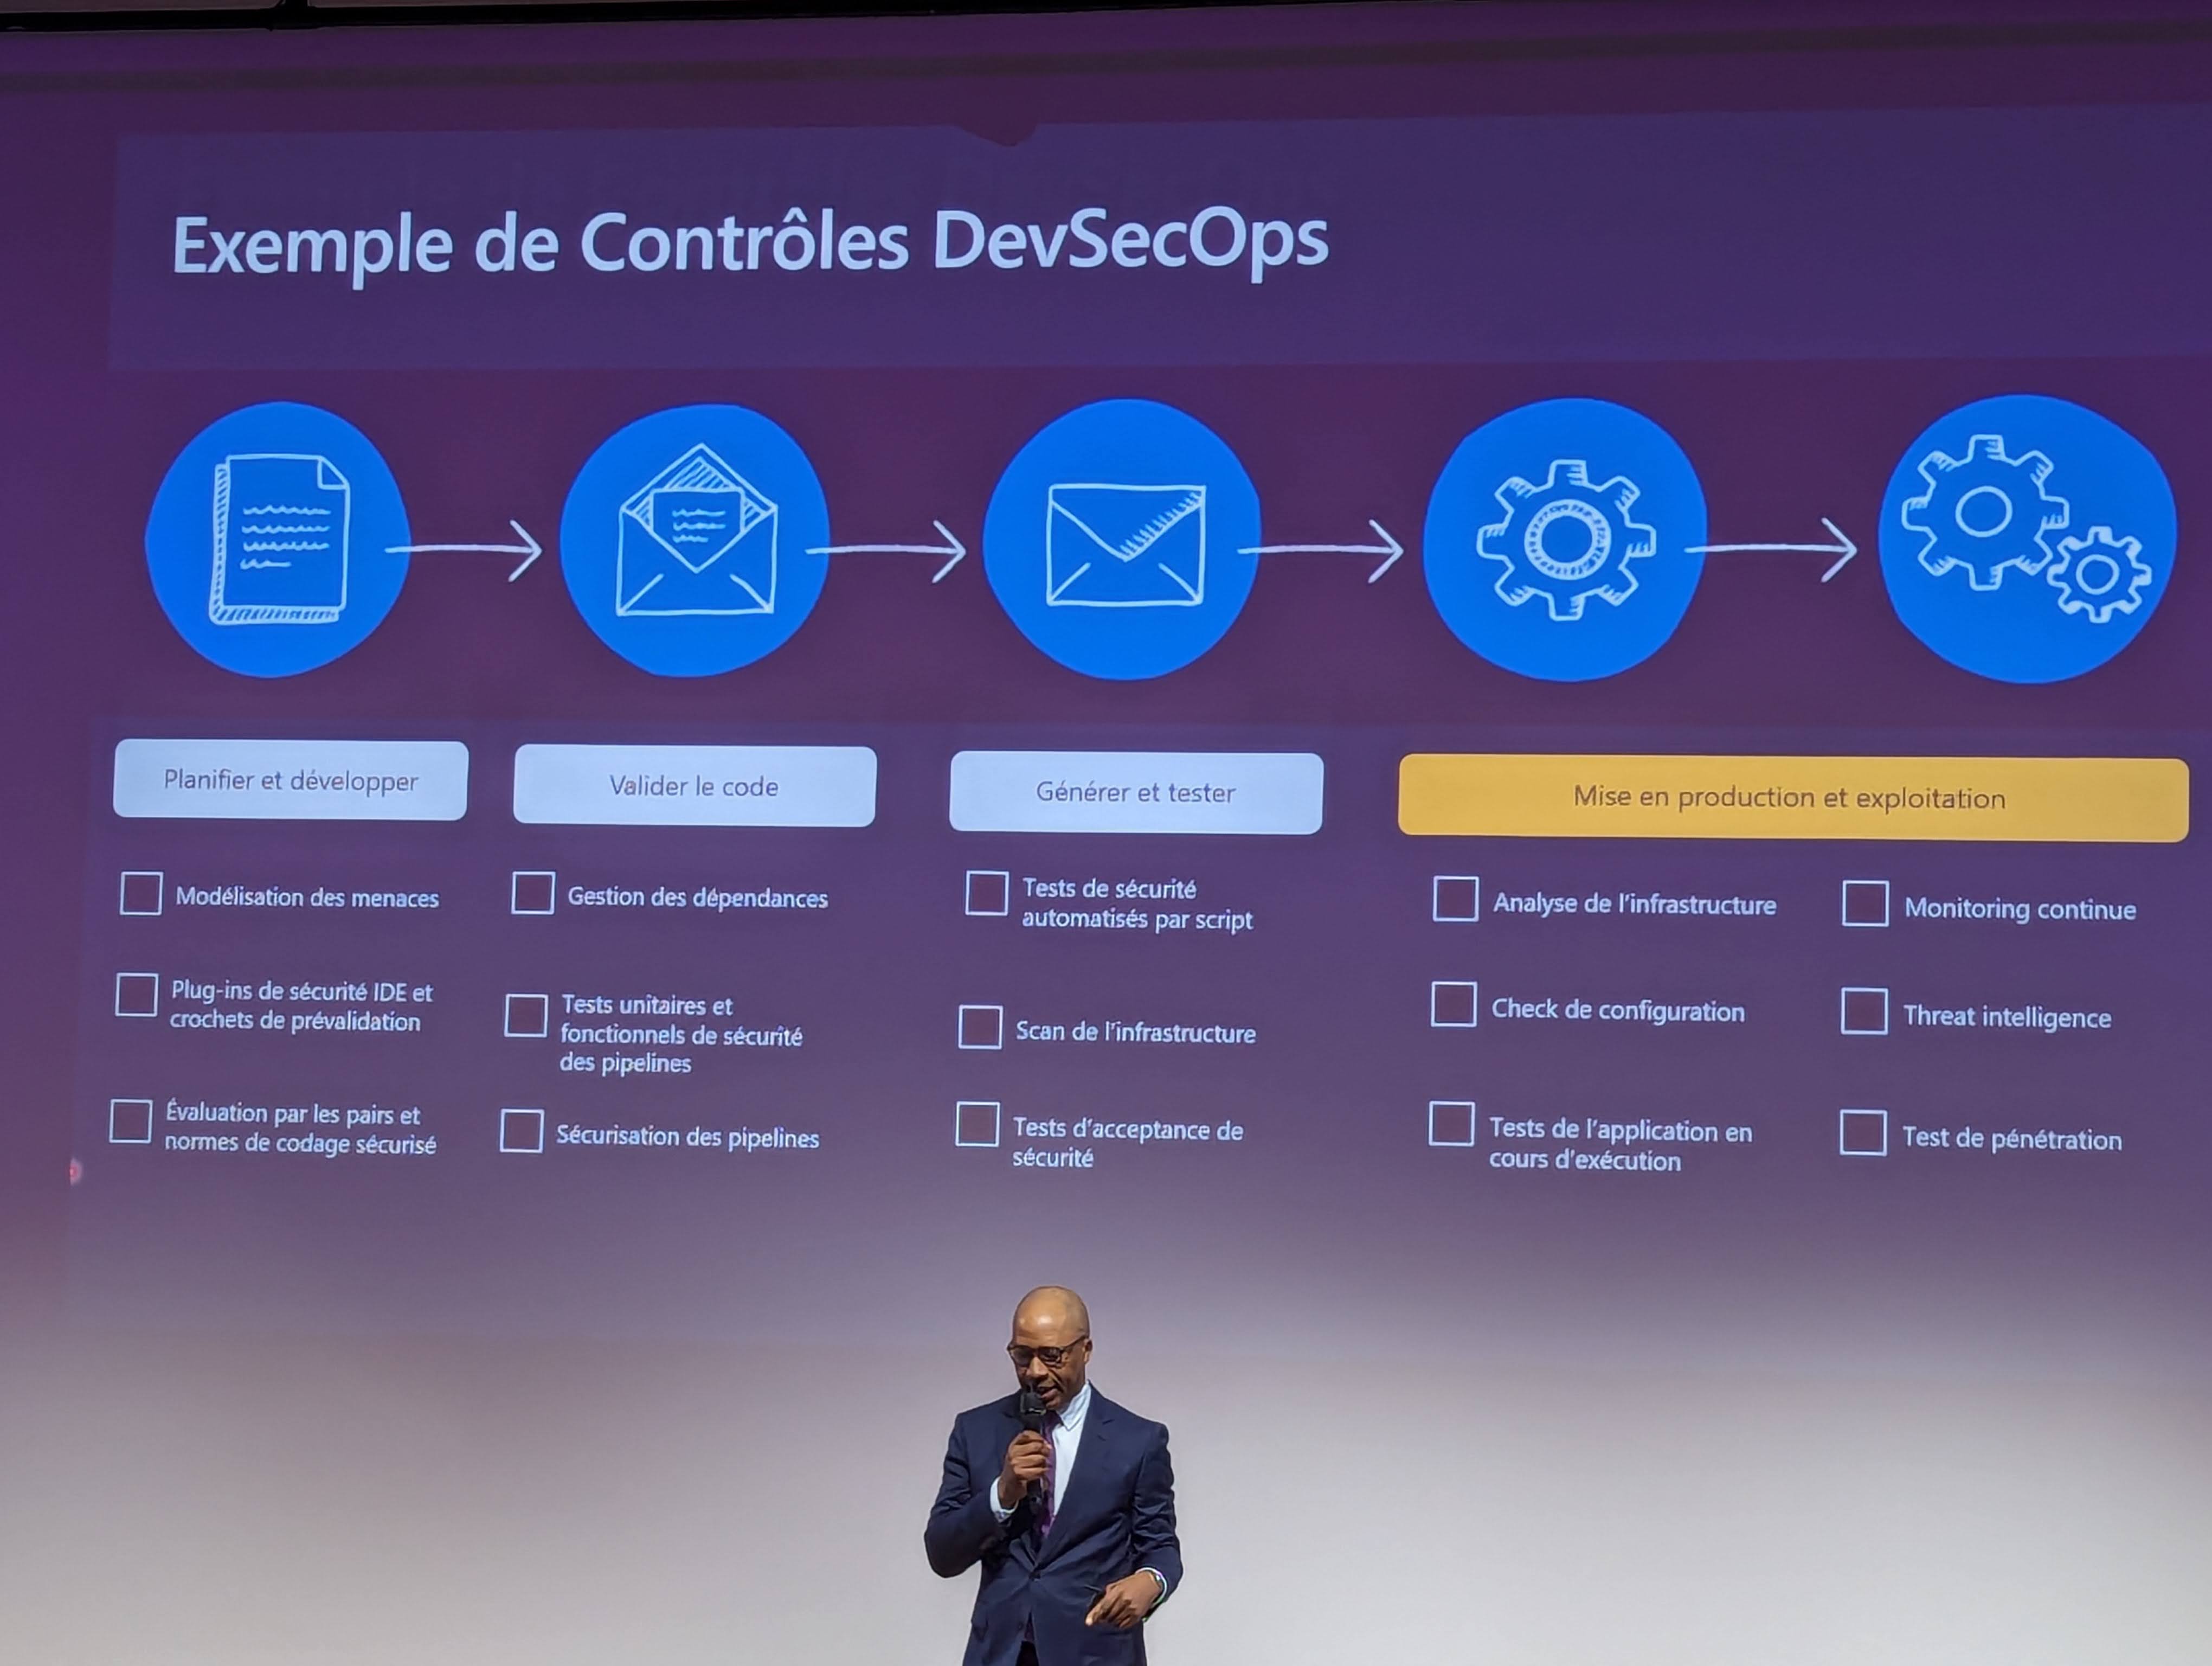 Exemple de Contrôles DevSecOps
Planifier et développer
Modélisation des menaces
Plug-ins de sécurité IDE et
crochets de prévalidation
Évaluation par les pairs et
normes de codage sécurisé
Valider le code
Gestion des dépendances
Tests unitaires et
fonctionnels de sécurité
des pipelines
Sécurisation des pipelines
Générer et tester
Tests de sécurité
automatisés par script
Scan de l'infrastructure
Tests d'acceptance de
sécurité
Mise en production et exploitation
Analyse de l'infrastructure
Check de configuration
Tests de l'application en
cours d'exécution
Monitoring continue
Threat intelligence
Test de pénétration